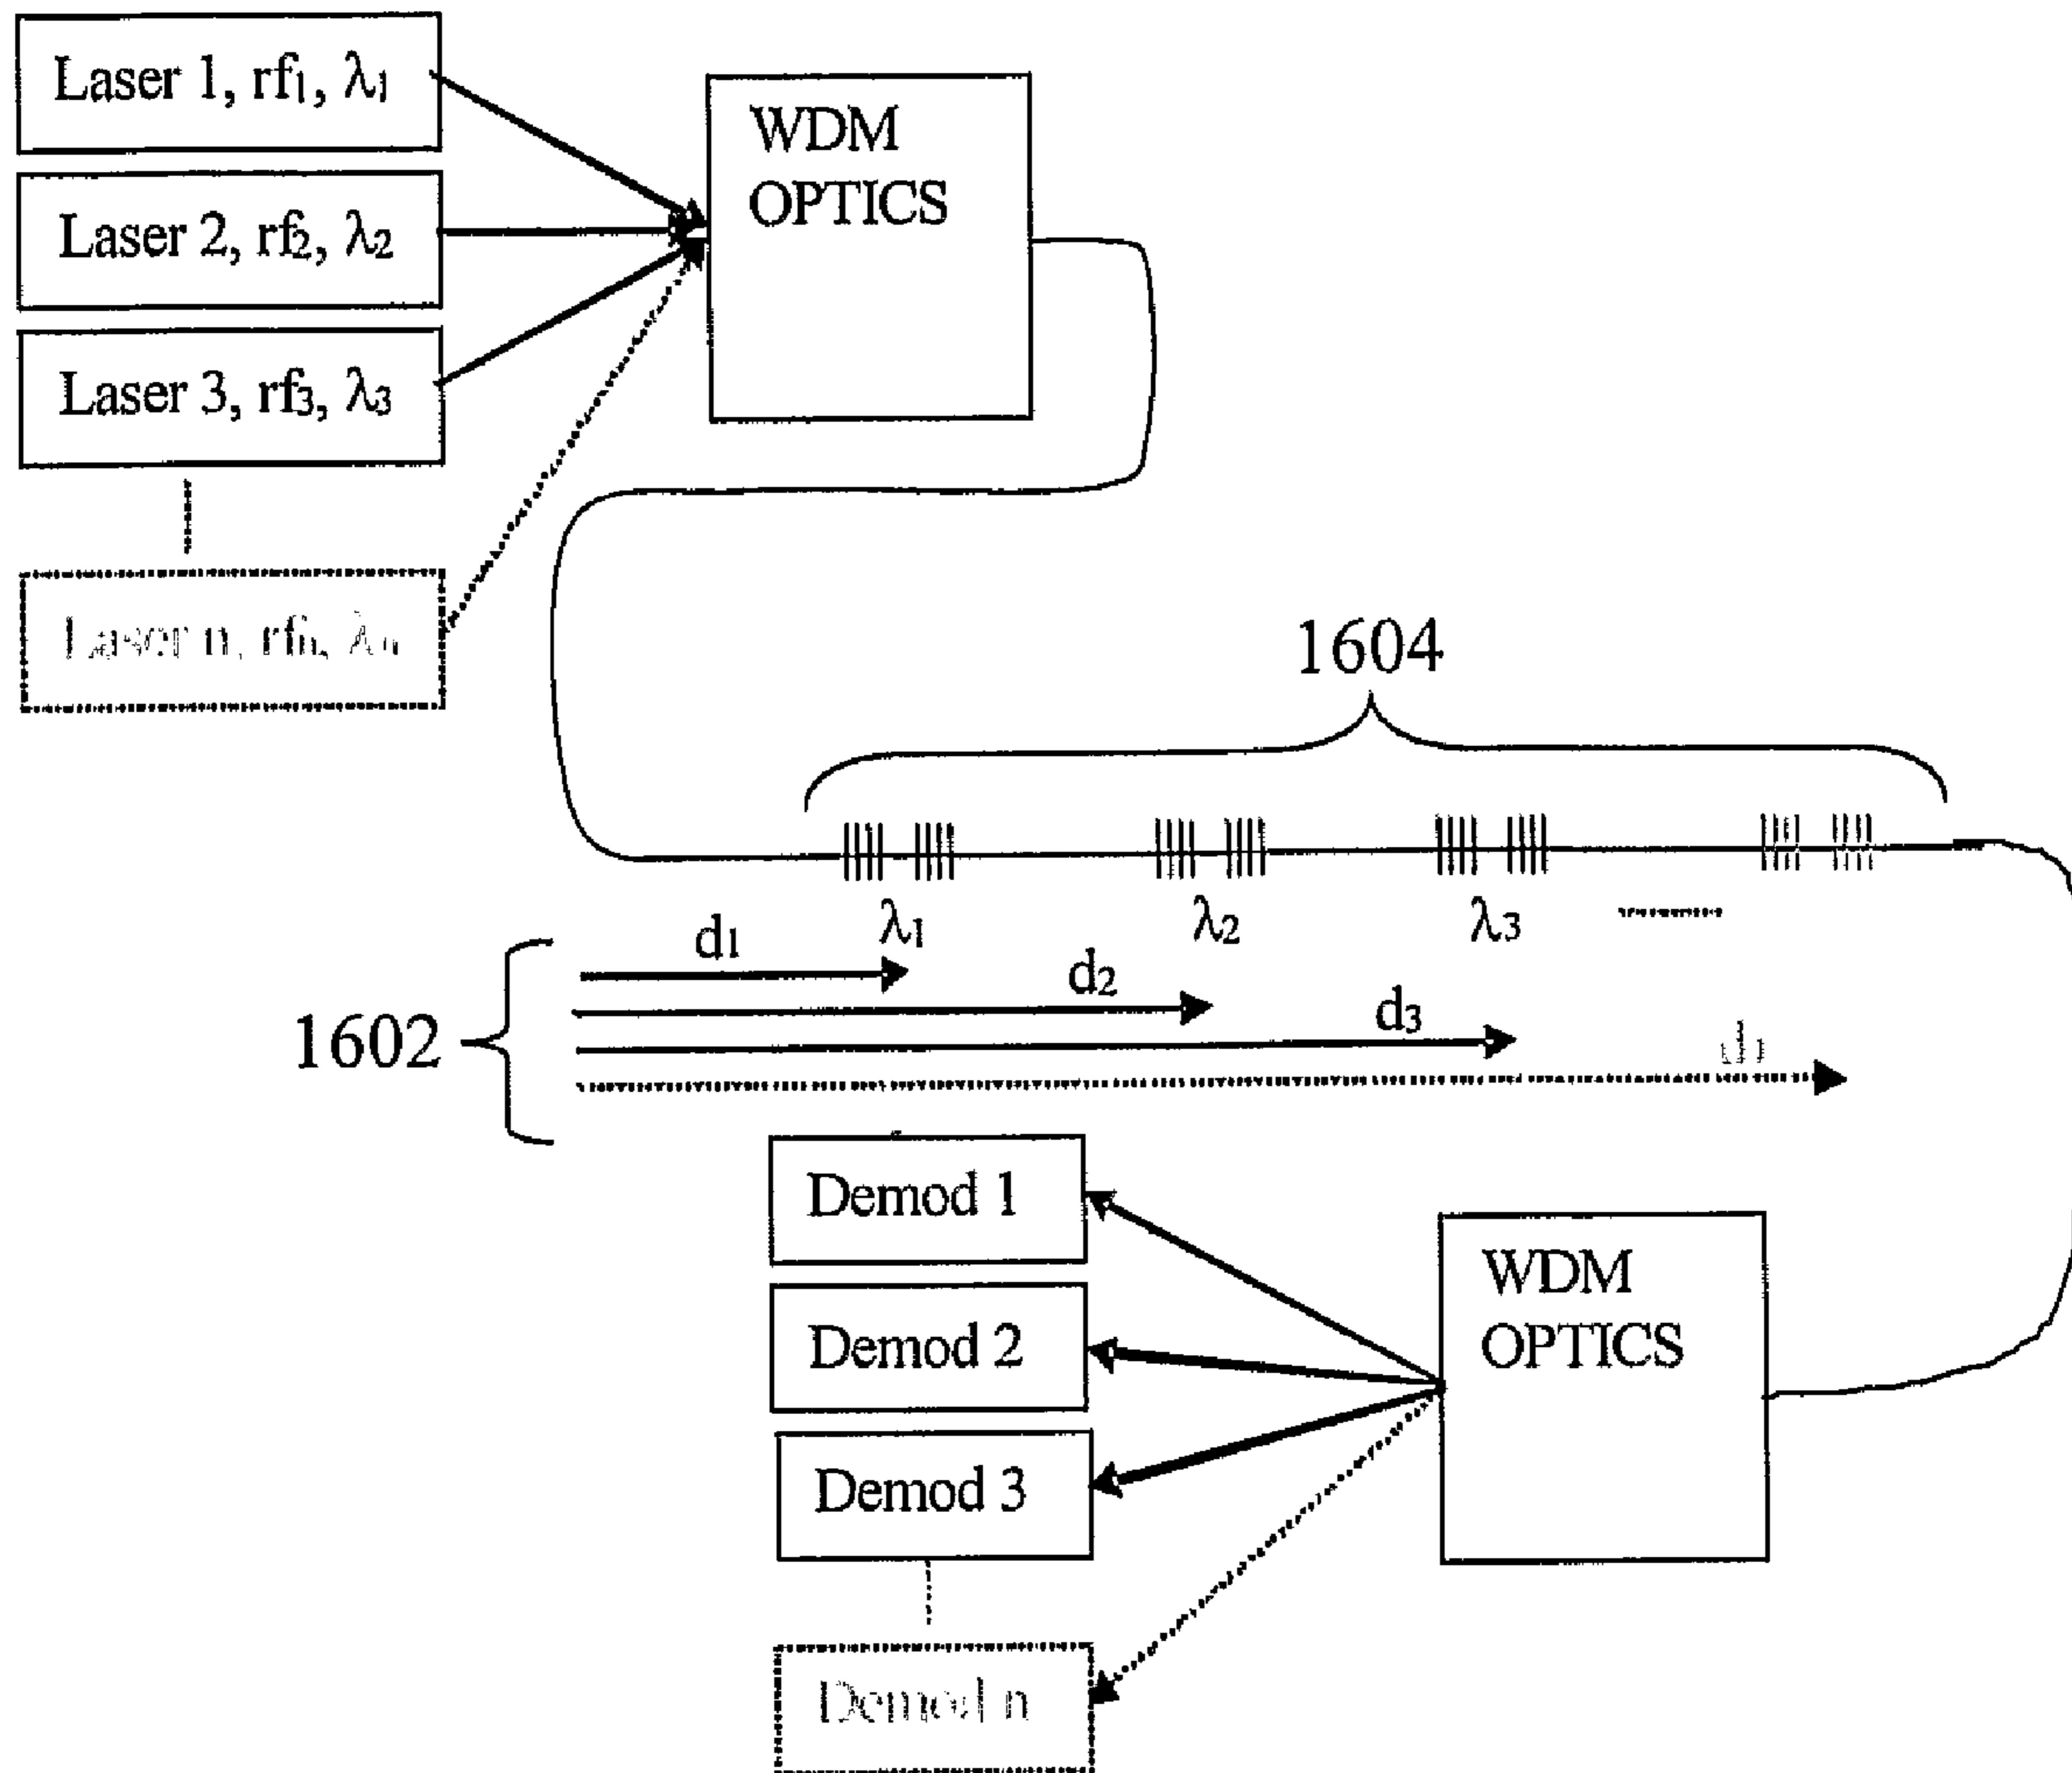 Laser 1, rf₁, λ₁
WDM
OPTICS
Laser 2, rf₂, λ₂
Laser 3, rf₃, λ₃
Laser n, rfₙ, λₙ
1604
λ₁
λ₂
λ₃
d₁
d₂
d₃
1602
Demod 1
WDM
OPTICS
Demod 2
Demod 3
Demod n